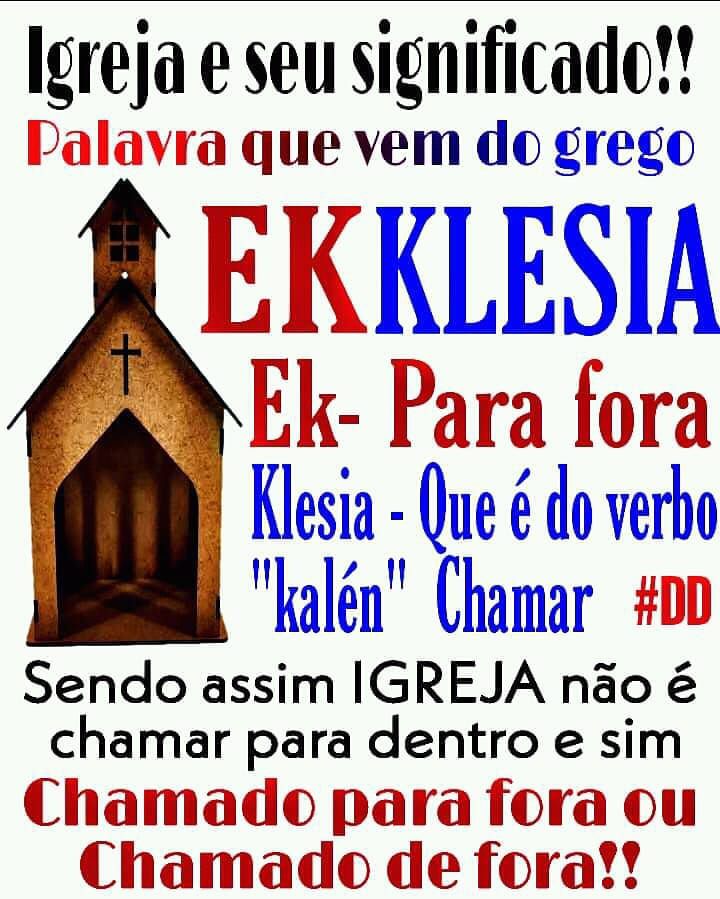 Igreja e seu significado!!
Palavra que vem do grego
EKKLESIA
Ek- Para fora
Klesia - Que é do verbo
"kalén" Chamar #DD
Sendo assim IGREJA não é
chamar para dentro e sim
Chamado para fora ou
Chamado de fora!!